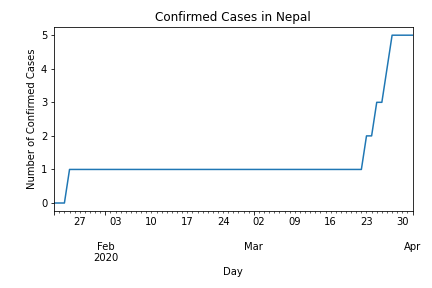 Confirmed Cases in Nepal
Number of Confirmed Cases
5
4
3
2
1
0
27 03 10 17 24 02 09 16 23 30
Feb Mar Apr
2020
Day